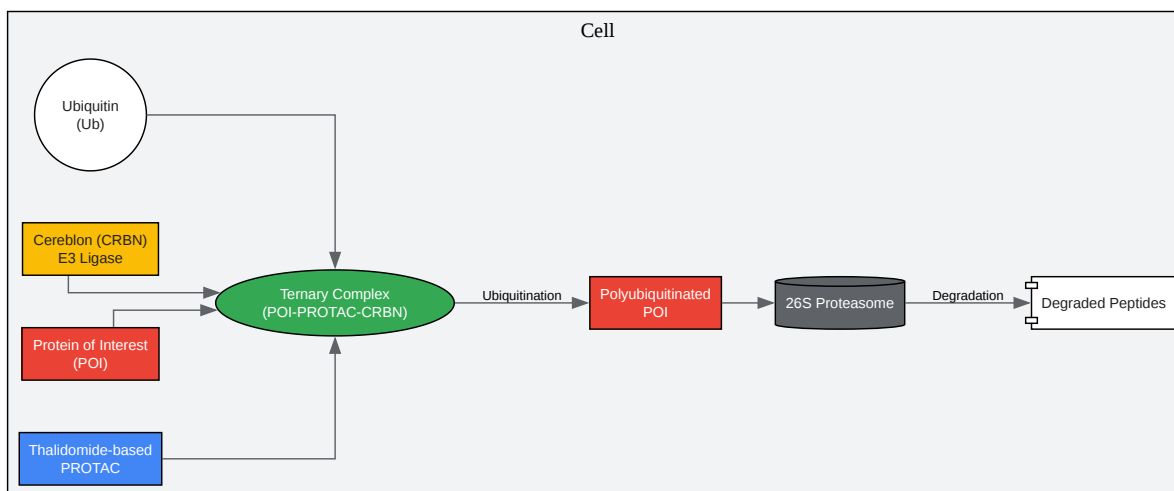 Cell
Ubiquitin
(Ub)
Cereblon (CRBN)
E3 Ligase
Protein of Interest
(POI)
Thalidomide-based
PROTAC
Ternary Complex
(POI-PROTAC-CRBN)
Ubiquitination
Polyubiquitinated
POI
26S Proteasome
Degradation
Degraded Peptides